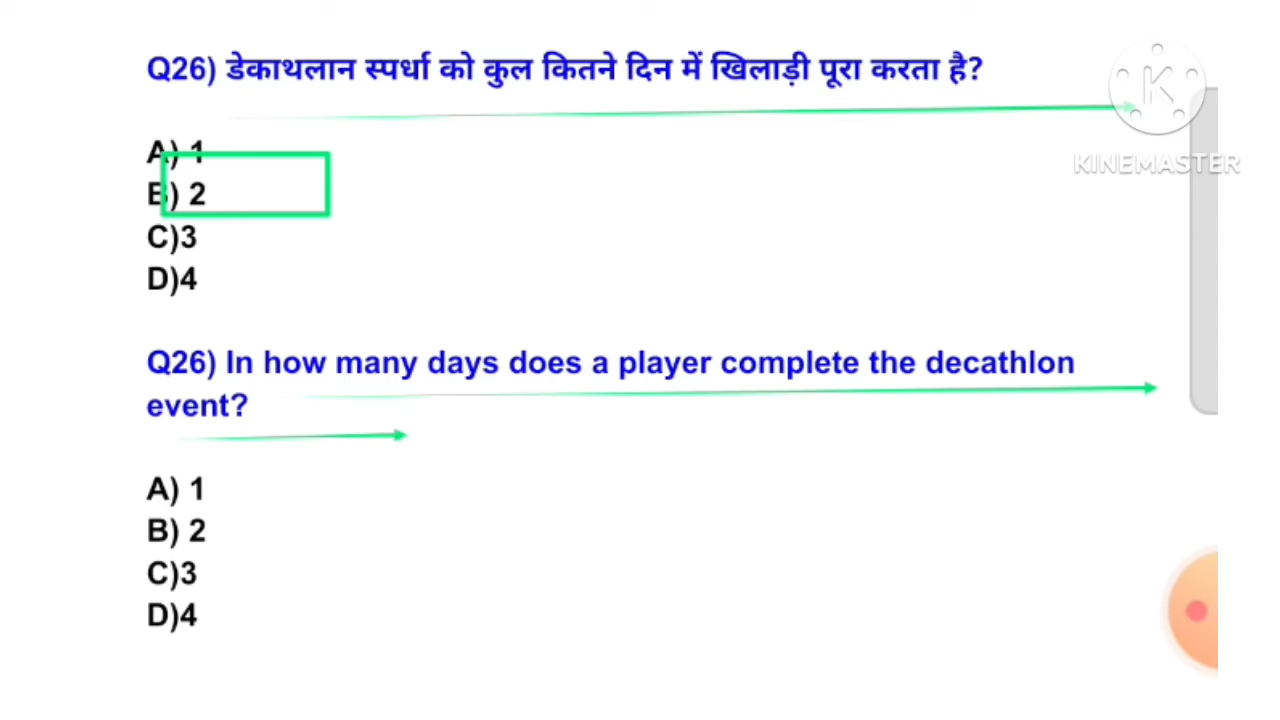 Q26) डेकाथलान स्पर्धा को कुल कितने दिन में खिलाड़ी पूरा करता है?
A) 1
B) 2
C)3
D)4
Q26) In how many days does a player complete the decathlon
event?
A) 1
B) 2
C)3
D)4
K
KINEMASTER